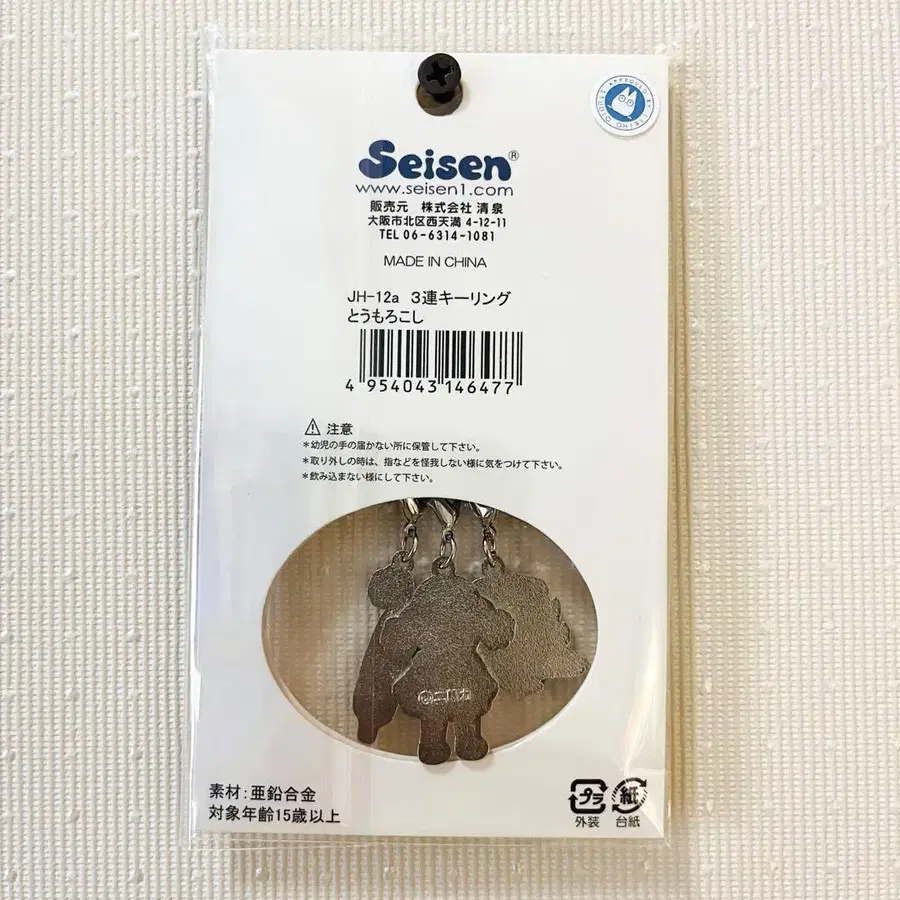 Seisen®
www.seisen1.com
販売元 株式会社 清泉
大阪市北区西天満 4-12-11
TEL 06-6314-1081
MADE IN CHINA
JH-12a 3連キーリング
とうもろこし
4 954043 146477
注意
*幼児の手の届かない所に保管して下さい。
*取り外しの時は、指などを怪我しない様に気をつけて下さい。
*飲み込まない様にして下さい。
素材:亜鉛合金
対象年齢15歳以上
プラ 紙
外装 台紙
APPROVED BY STUDIO GHIBLI